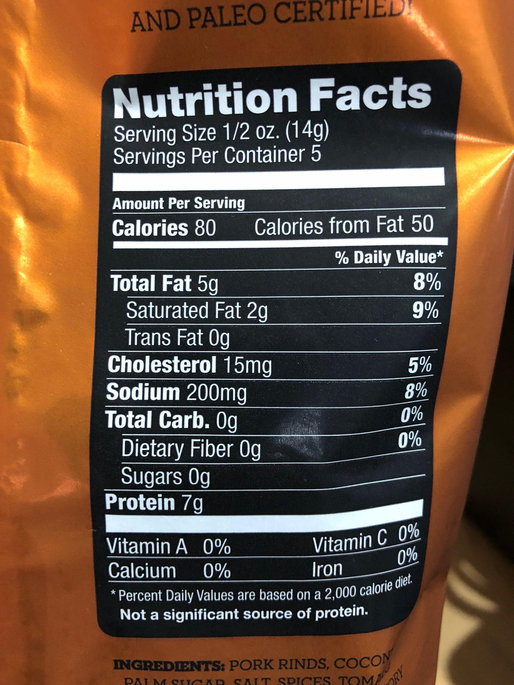 AND PALEO CERTIFIED!
Nutrition Facts
Serving Size 1/2 oz. (14g)
Servings Per Container 5
Amount Per Serving
Calories 80 Calories from Fat 50
% Daily Value*
Total Fat 5g 8%
Saturated Fat 2g 9%
Trans Fat 0g
Cholesterol 15mg 5%
Sodium 200mg 8%
Total Carb. 0g 0%
Dietary Fiber 0g 0%
Sugars 0g
Protein 7g
Vitamin A 0% Vitamin C 0%
Calcium 0% Iron 0%
*Percent Daily Values are based on a 2,000 calorie diet.
Not a significant source of protein.
INGREDIENTS: PORK RINDS,
PALM SUGAR, SALT, SPICES,